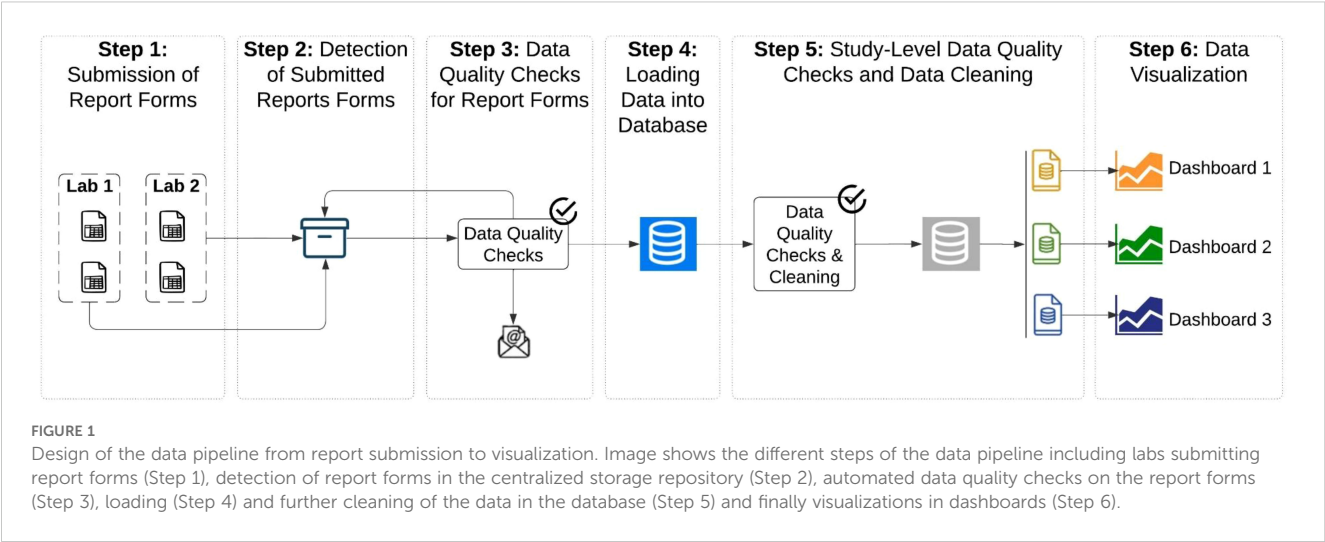 Step 1:
Submission of
Report Forms
Step 2: Detection
of Submitted
Reports Forms
Step 3: Data
Quality Checks
for Report Forms
Step 4:
Loading
Data into
Database
Step 5: Study-Level Data Quality
Checks and Data Cleaning
Step 6: Data
Visualization
Lab 1
Lab 2
Data Quality
Checks
@
Data
Quality
Checks &
Cleaning
Dashboard 1
Dashboard 2
Dashboard 3
FIGURE 1
Design of the data pipeline from report submission to visualization. Image shows the different steps of the data pipeline including labs submitting
report forms (Step 1), detection of report forms in the centralized storage repository (Step 2), automated data quality checks on the report forms
(Step 3), loading (Step 4) and further cleaning of the data in the database (Step 5) and finally visualizations in dashboards (Step 6).